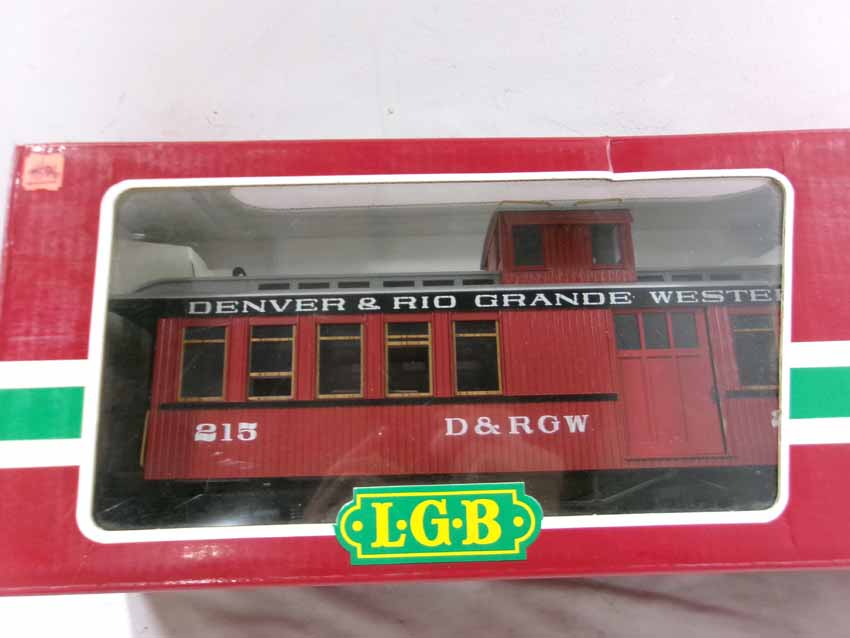 DENVER & RIO GRANDE WESTE
215
D&RGW
L·G·B